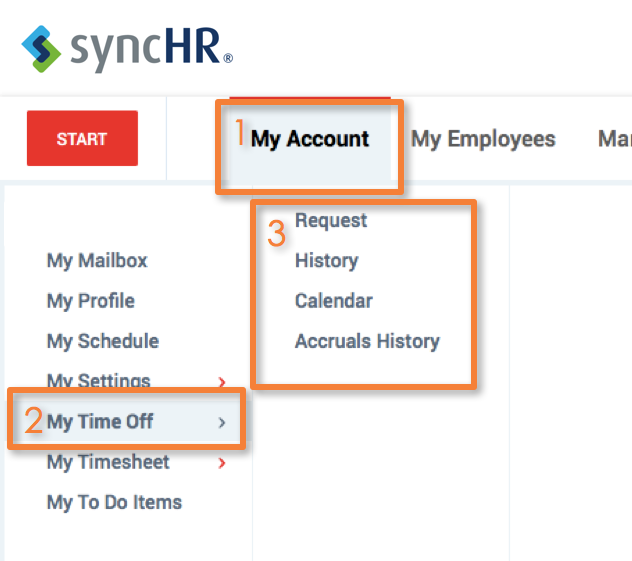 syncHR®
START
1 My Account
My Employees
3 Request
My Mailbox
History
My Profile
Calendar
My Schedule
Accruals History
My Settings
2 My Time Off
My Timesheet
My To Do Items